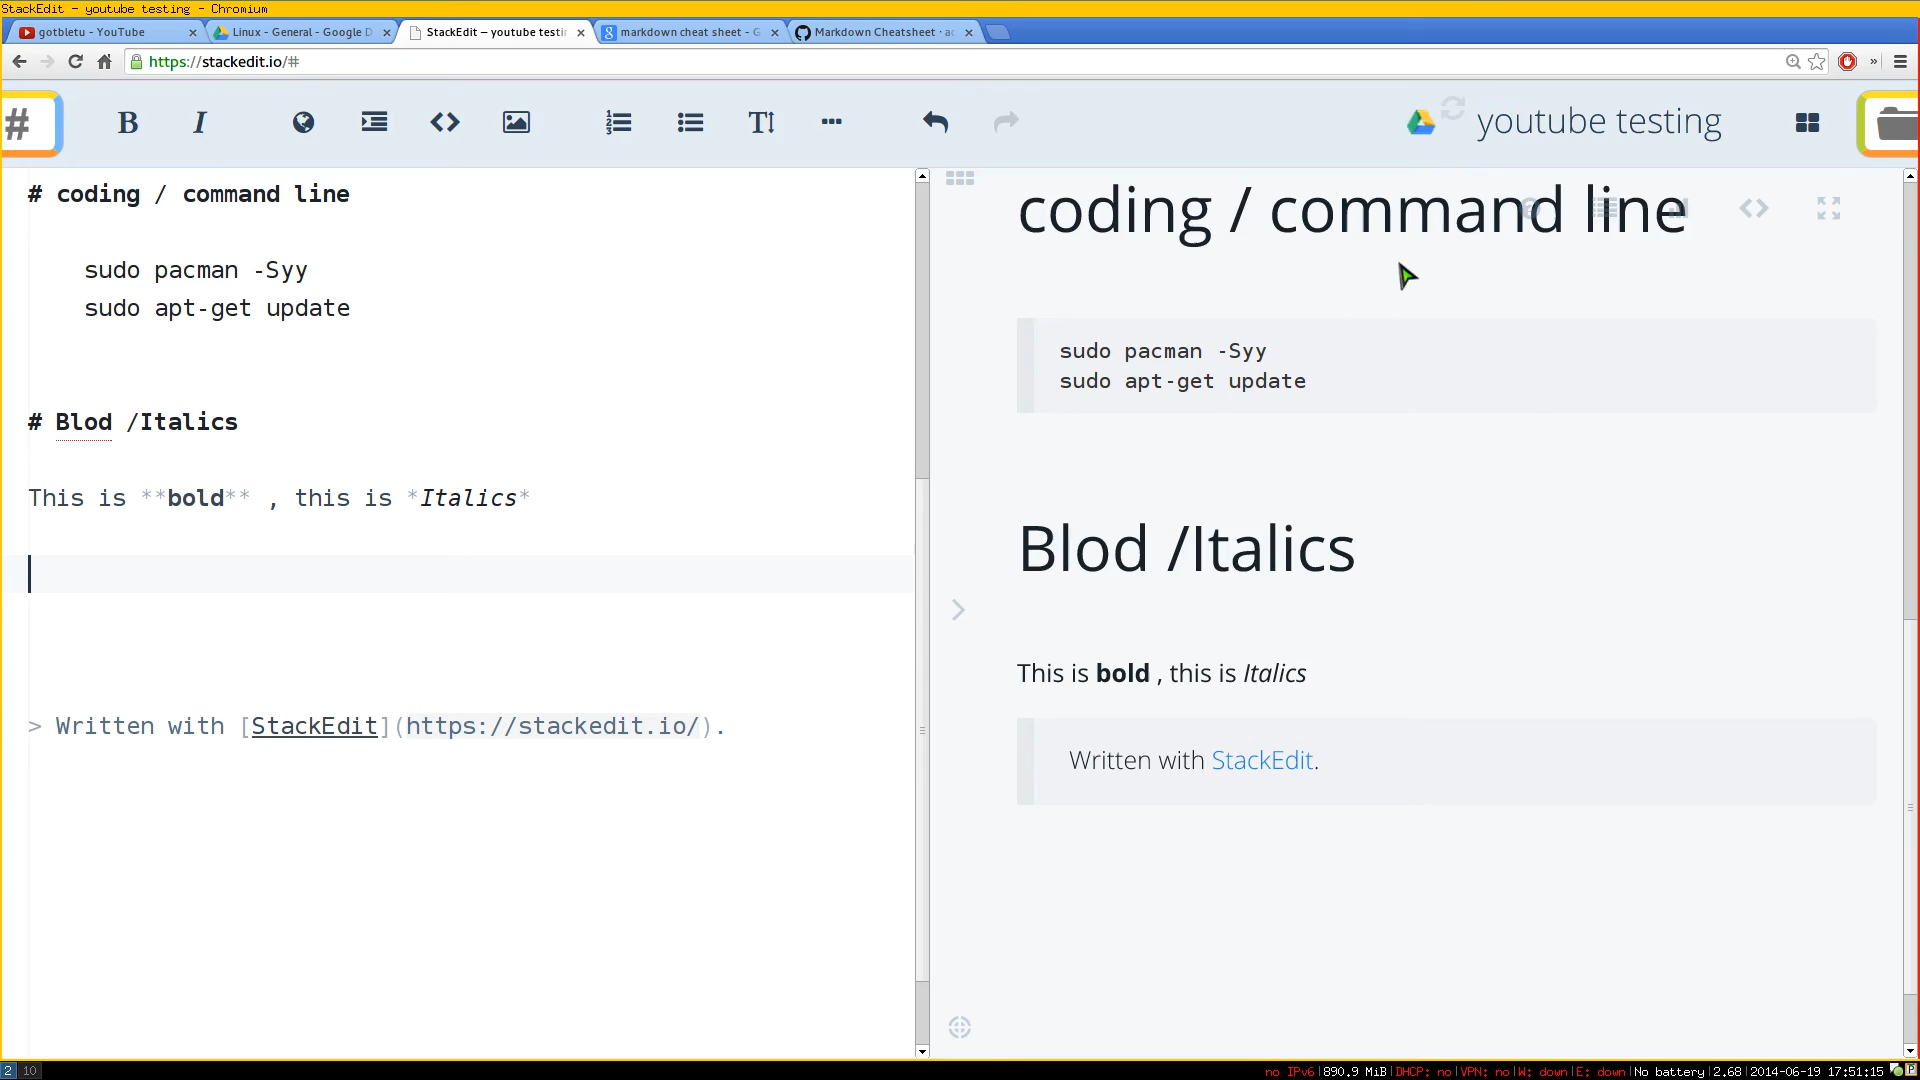 StackEdit – youtube testing - Chromium
gotbletu - YouTube
Linux - General - Google D
StackEdit – youtube testi
markdown cheat sheet - G
Markdown Cheatsheet · ad
https://stackedit.io/#
#
B I
youtube testing
# coding / command line
sudo pacman -Syy
sudo apt-get update
# Blod /Italics
This is **bold** , this is *Italics*
> Written with [StackEdit](https://stackedit.io/).
coding / command line
sudo pacman -Syy
sudo apt-get update
Blod /Italics
This is bold , this is Italics
Written with StackEdit.
2 10
no IPv6|890.9 MiB|DHCP: no|VPN: no|W: down|E: down|No battery|2.68|2014-06-19 17:51:15